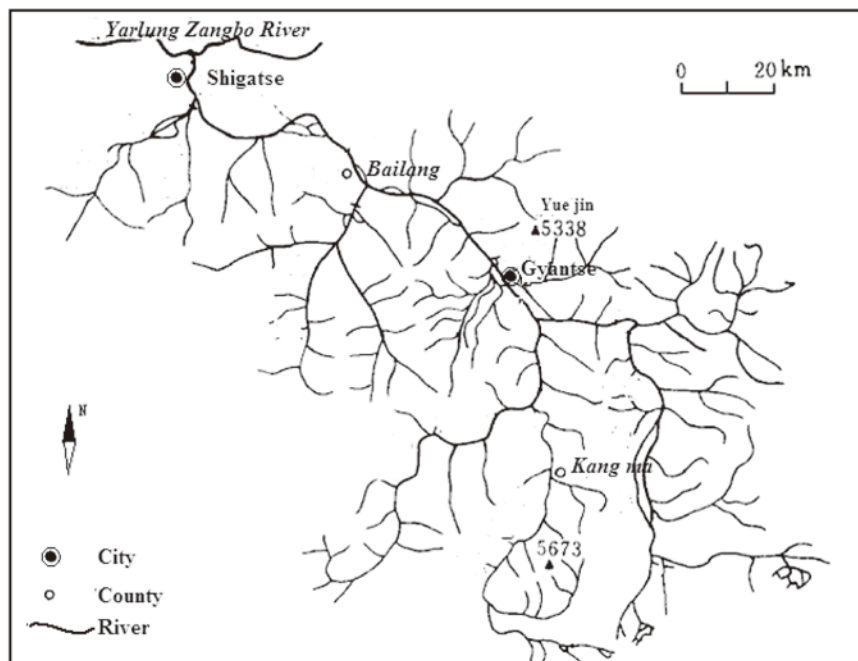 Yarlung Zangbo River
Shigatse
0 20 km
Bailang
Yue jin
5338
Gyantse
N
Kang ma
5673
City
County
River